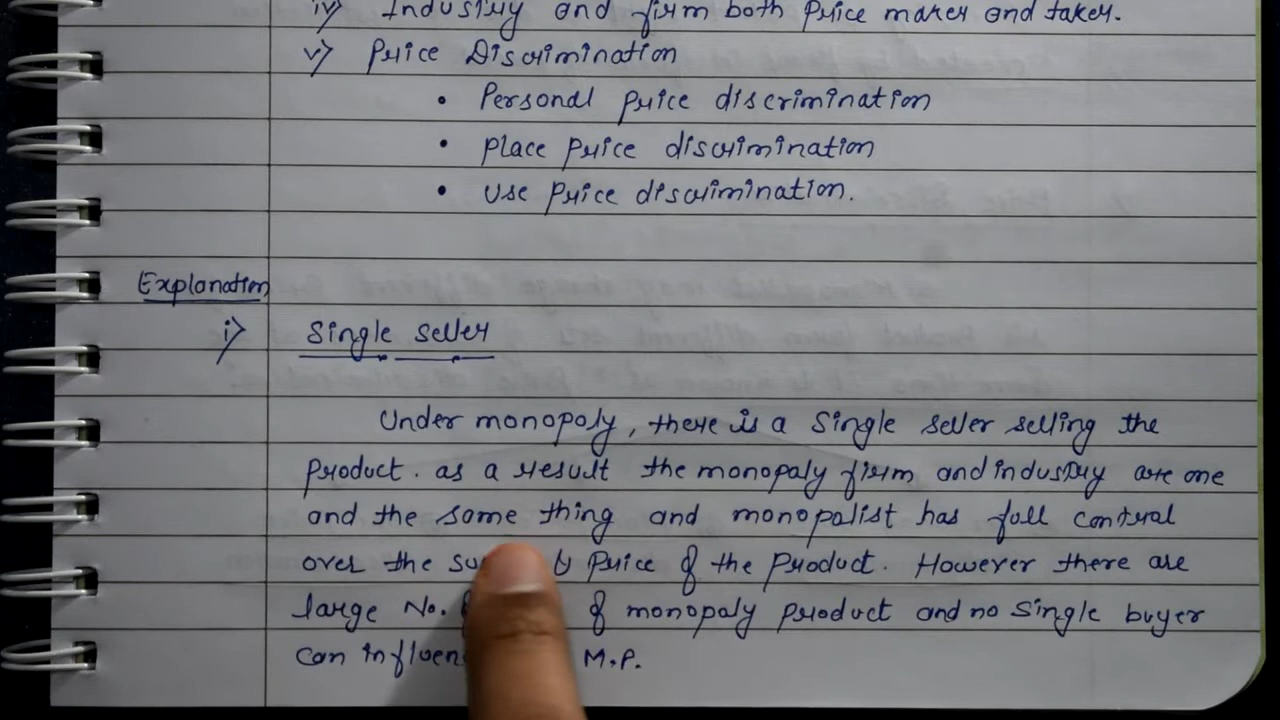 iv) Industry and firm both Price maker and taker.
v) Price Discrimination
• Personal price discrimination
• Place price discrimination
• Use Price discrimination.
Explanation
i) Single seller
Under monopoly, there is a single seller selling the
Product. as a result the monopaly firm and industry are one
and the same thing and monopalist has full control
over the & Price of the Product. However there are
large No. of monopaly product and no single buyer
can M.P.